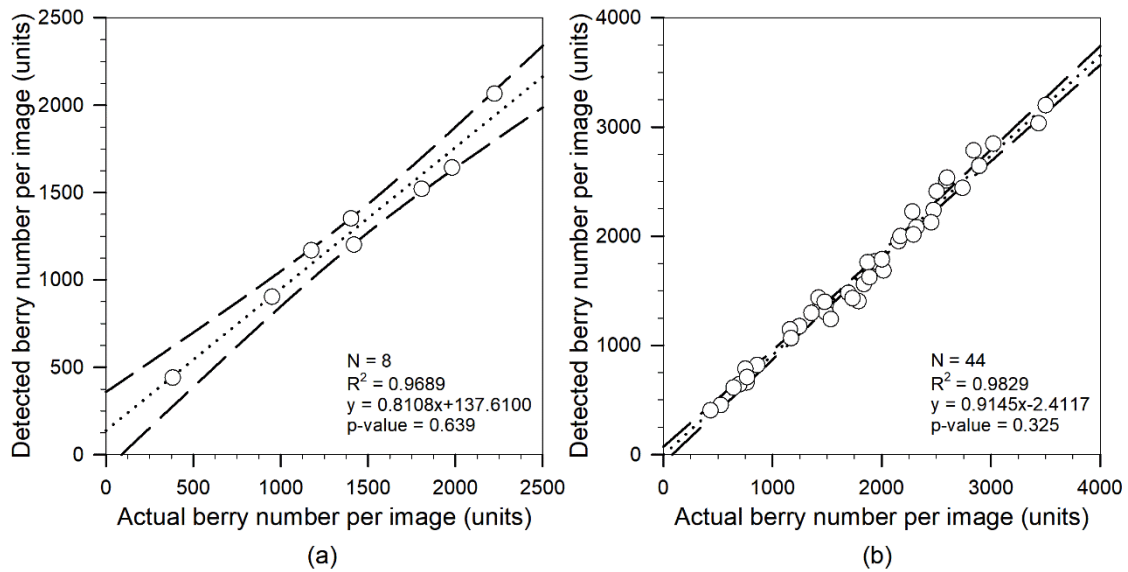 2500
2000
1500
1000
500
0
Detected berry number per image (units)
N = 8
R² = 0.9689
y = 0.8108x+137.6100
p-value = 0.639
0 500 1000 1500 2000 2500
Actual berry number per image (units)
(a)
4000
3000
2000
1000
0
Detected berry number per image (units)
N = 44
R² = 0.9829
y = 0.9145x-2.4117
p-value = 0.325
0 1000 2000 3000 4000
Actual berry number per image (units)
(b)